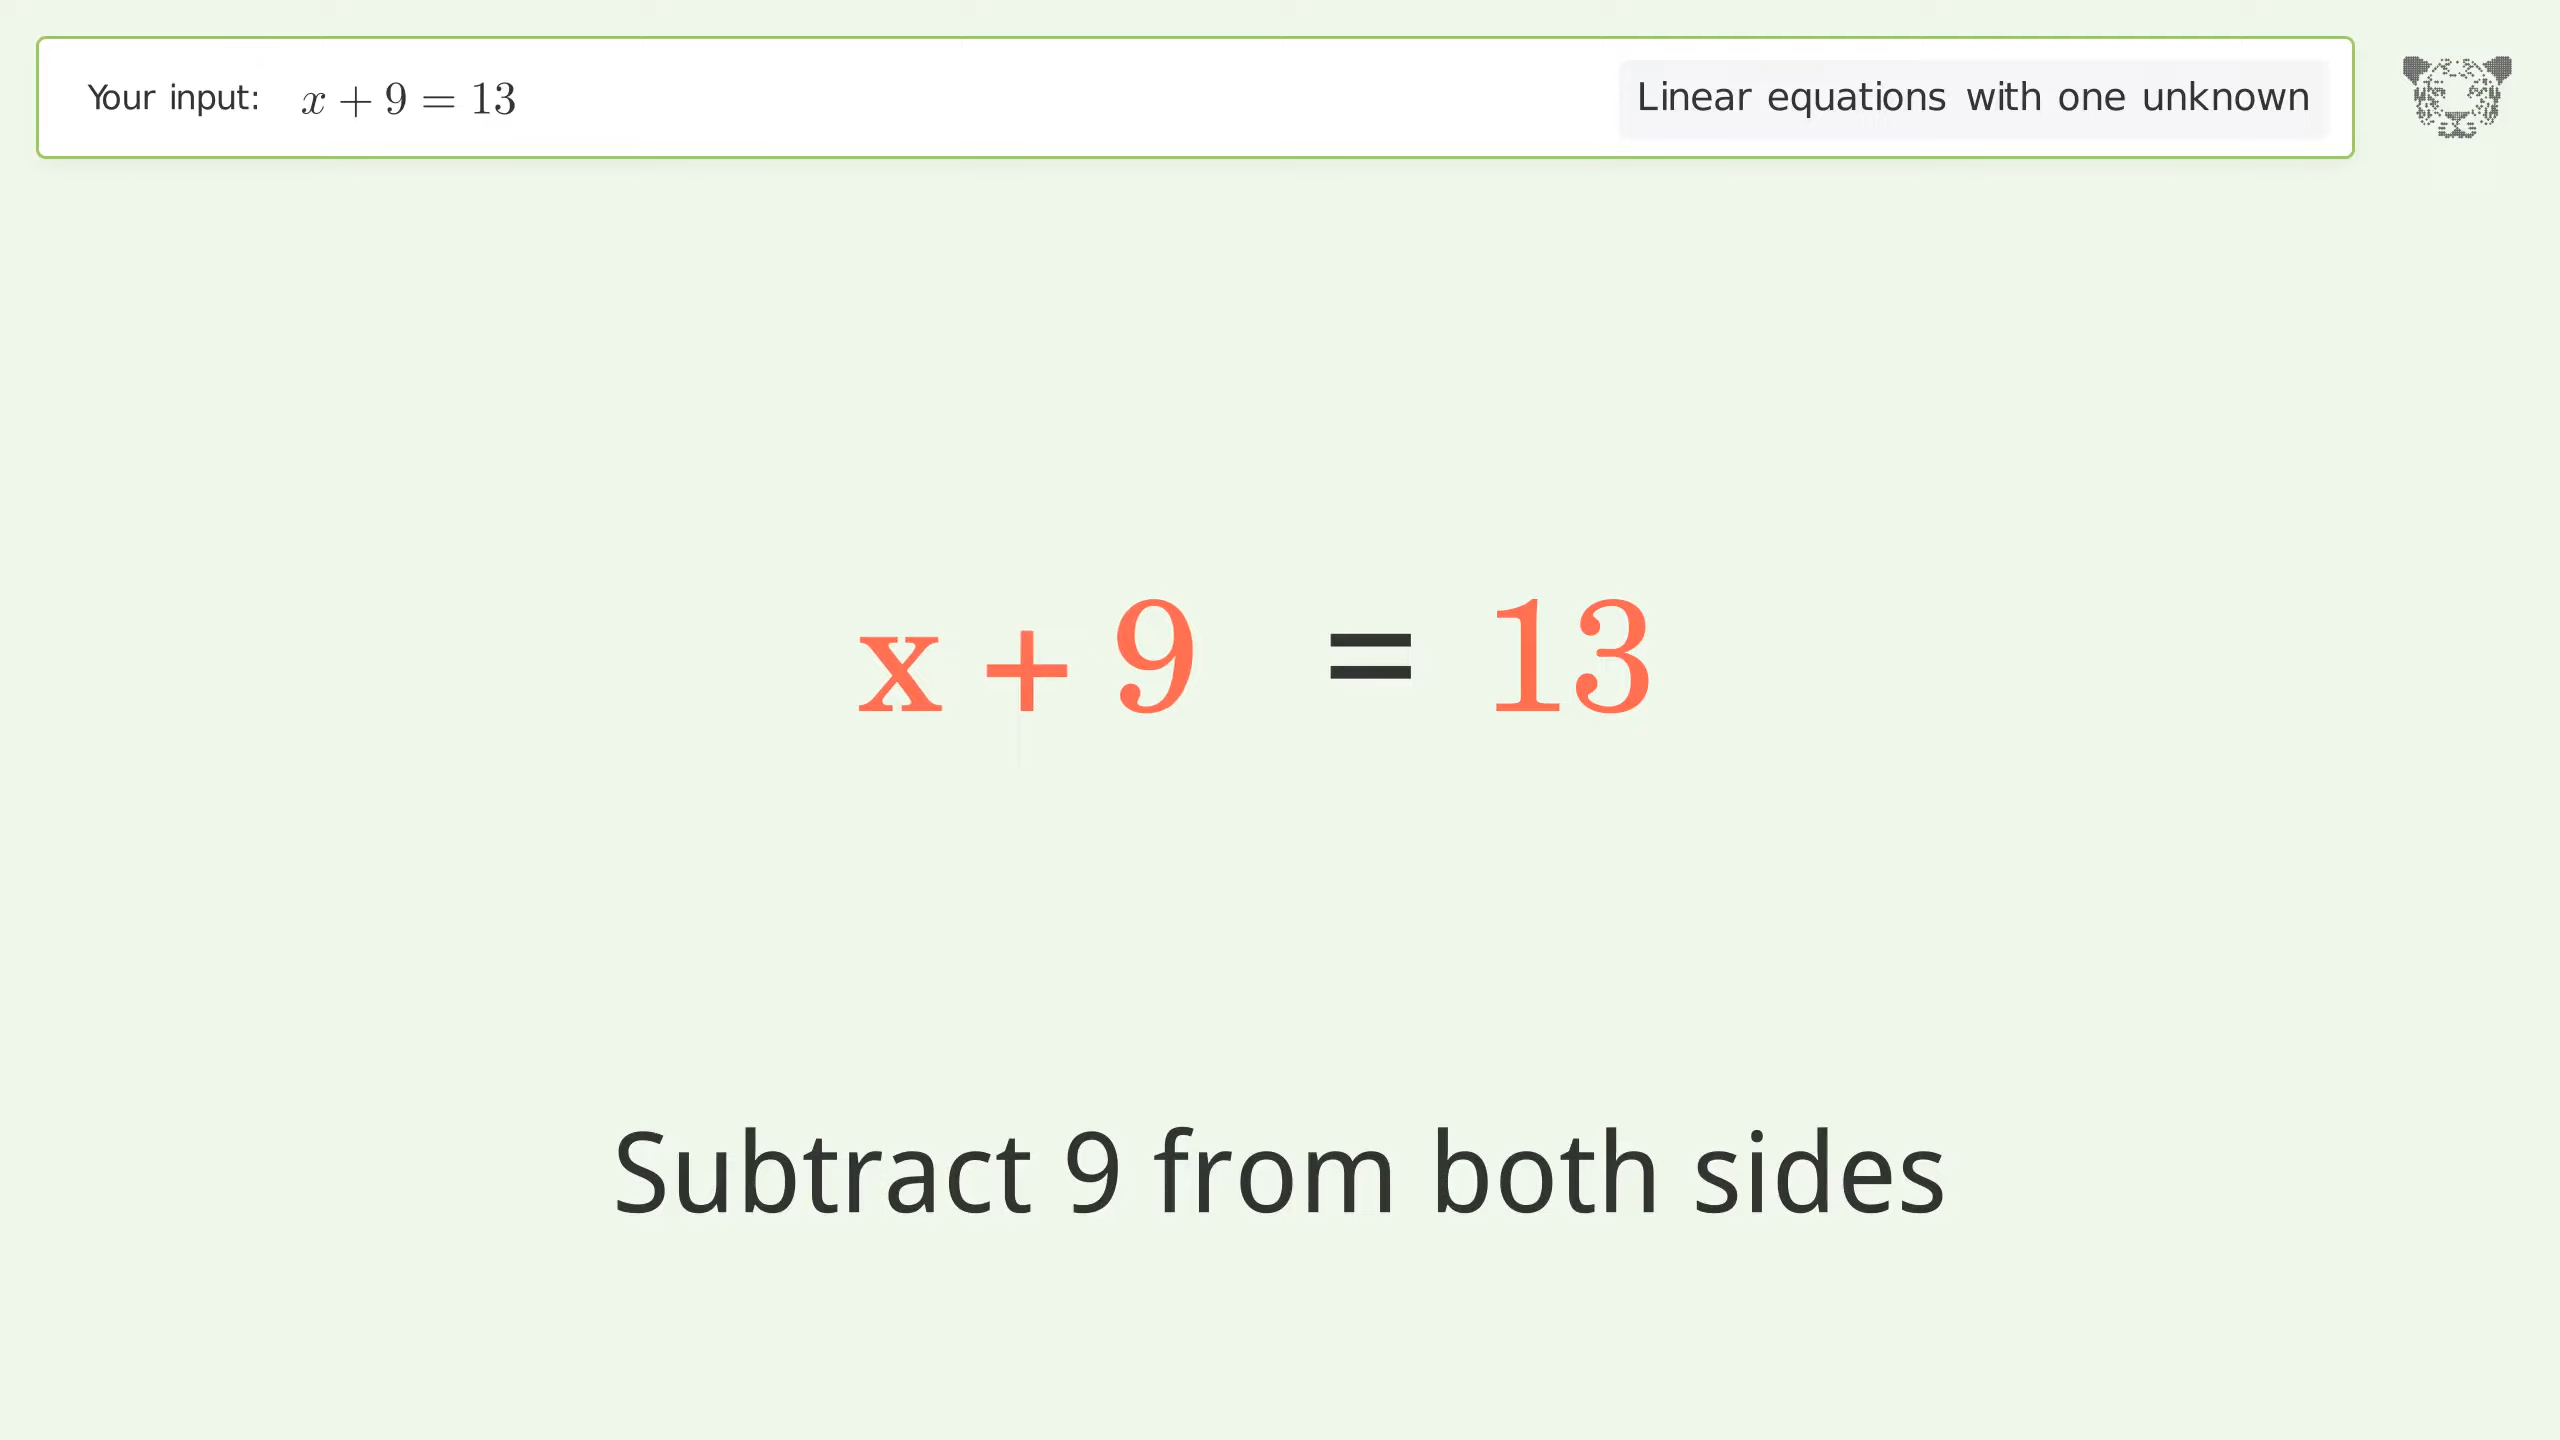 Your input: x + 9 = 13
Linear equations with one unknown
x + 9 = 13
Subtract 9 from both sides